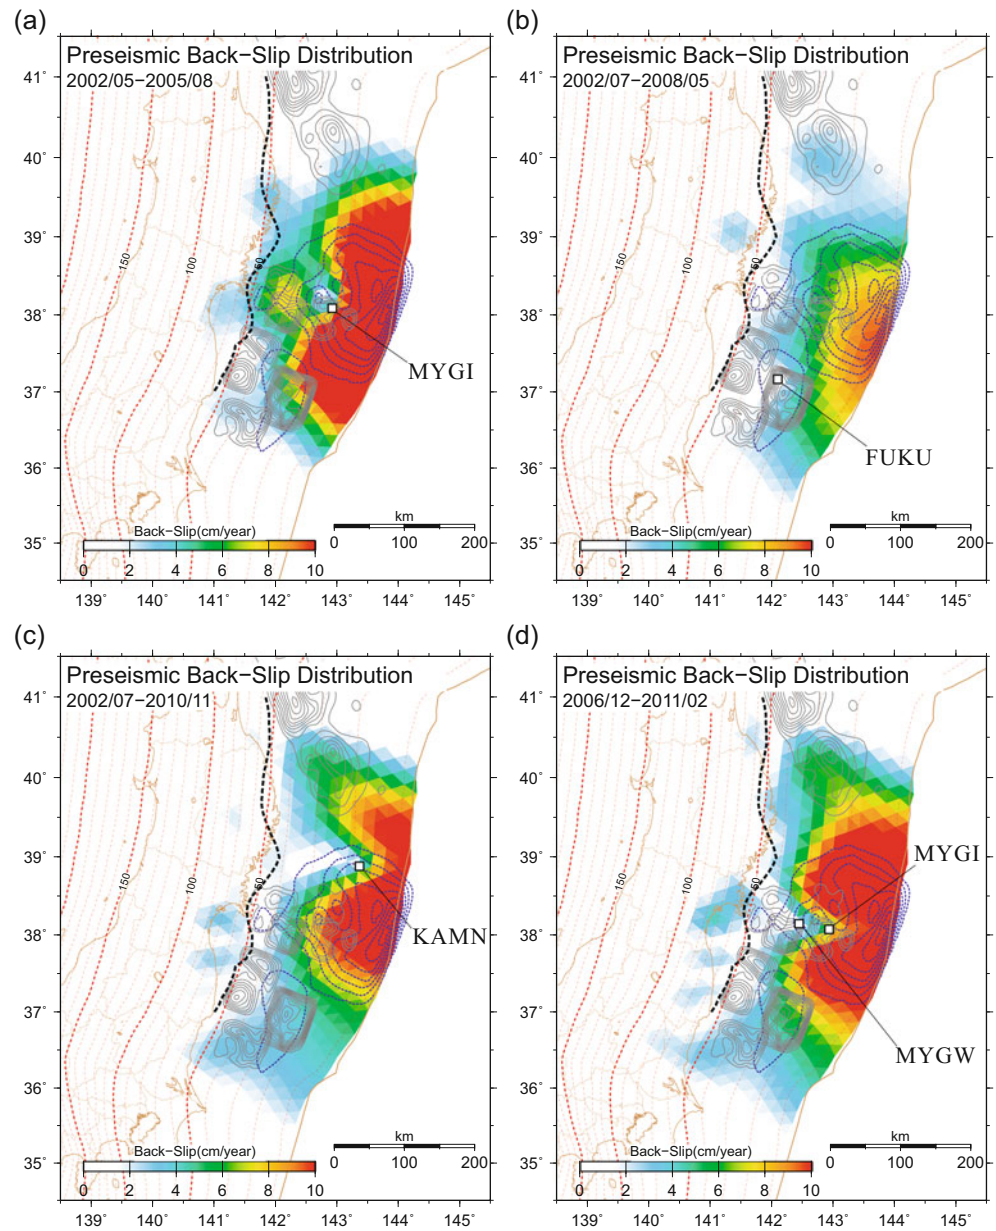 (a)
Preseismic Back−Slip Distribution
2002/05−2005/08
41˚
40˚
39˚
38˚
37˚
36˚
35˚
150
100
50
MYGI
Back−Slip(cm/year)
0 2 4 6 8 10
km
0 100 200
139˚ 140˚ 141˚ 142˚ 143˚ 144˚ 145˚
(b)
Preseismic Back−Slip Distribution
2002/07−2008/05
41˚
40˚
39˚
38˚
37˚
36˚
35˚
150
100
50
FUKU
Back−Slip(cm/year)
0 2 4 6 8 10
km
0 100 200
139˚ 140˚ 141˚ 142˚ 143˚ 144˚ 145˚
(c)
Preseismic Back−Slip Distribution
2002/07−2010/11
41˚
40˚
39˚
38˚
37˚
36˚
35˚
150
100
50
KAMN
Back−Slip(cm/year)
0 2 4 6 8 10
km
0 100 200
139˚ 140˚ 141˚ 142˚ 143˚ 144˚ 145˚
(d)
Preseismic Back−Slip Distribution
2006/12−2011/02
41˚
40˚
39˚
38˚
37˚
36˚
35˚
150
100
50
MYGI
MYGW
Back−Slip(cm/year)
0 2 4 6 8 10
km
0 100 200
139˚ 140˚ 141˚ 142˚ 143˚ 144˚ 145˚